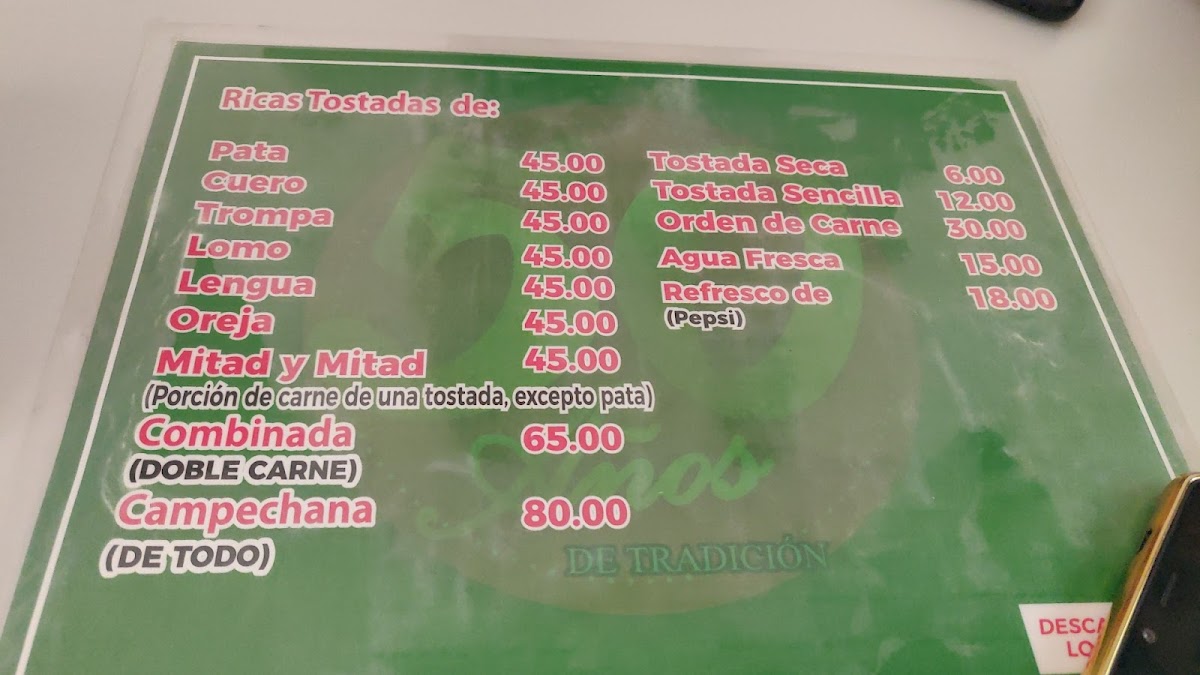 Ricas Tostadas de:
Pata 45.00
Cuero 45.00
Trompa 45.00
Lomo 45.00
Lengua 45.00
Oreja 45.00
Mitad y Mitad 45.00
(Porción de carne de una tostada, excepto pata)
Combinada 65.00
(DOBLE CARNE)
Campechana 80.00
(DE TODO)
Tostada Seca 6.00
Tostada Sencilla 12.00
Orden de Carne 30.00
Agua Fresca 15.00
Refresco de 18.00
(Pepsi)
50
Años
DE TRADICIÓN